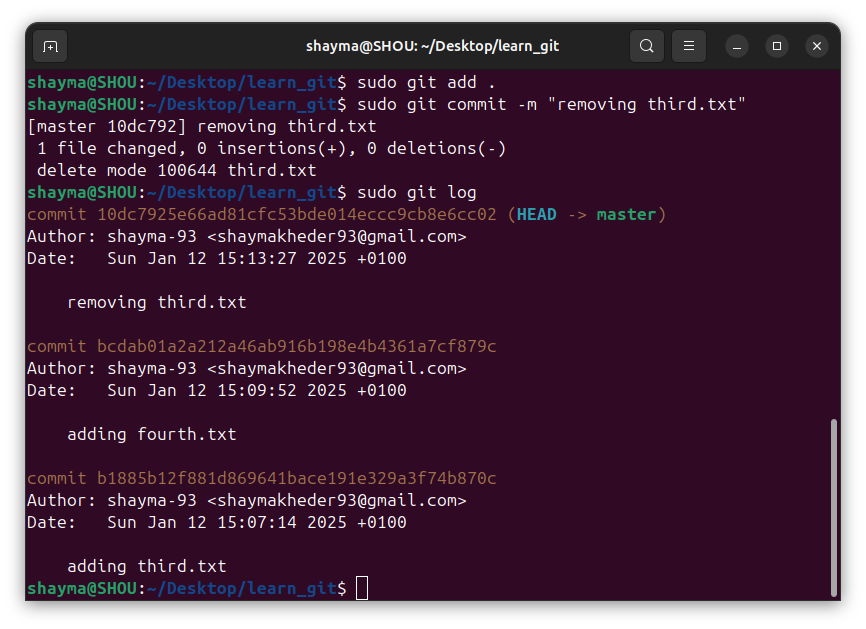 shayma@SHOU: ~/Desktop/learn_git
shayma@SHOU:~/Desktop/learn_git$ sudo git add .
shayma@SHOU:~/Desktop/learn_git$ sudo git commit -m "removing third.txt"
[master 10dc792] removing third.txt
 1 file changed, 0 insertions(+), 0 deletions(-)
 delete mode 100644 third.txt
shayma@SHOU:~/Desktop/learn_git$ sudo git log
commit 10dc7925e66ad81cfc53bde014eccc9cb8e6cc02 (HEAD -> master)
Author: shayma-93 <shaymakheder93@gmail.com>
Date:   Sun Jan 12 15:13:27 2025 +0100

    removing third.txt

commit bcdab01a2a212a46ab916b198e4b4361a7cf879c
Author: shayma-93 <shaymakheder93@gmail.com>
Date:   Sun Jan 12 15:09:52 2025 +0100

    adding fourth.txt

commit b1885b12f881d869641bace191e329a3f74b870c
Author: shayma-93 <shaymakheder93@gmail.com>
Date:   Sun Jan 12 15:07:14 2025 +0100

    adding third.txt
shayma@SHOU:~/Desktop/learn_git$